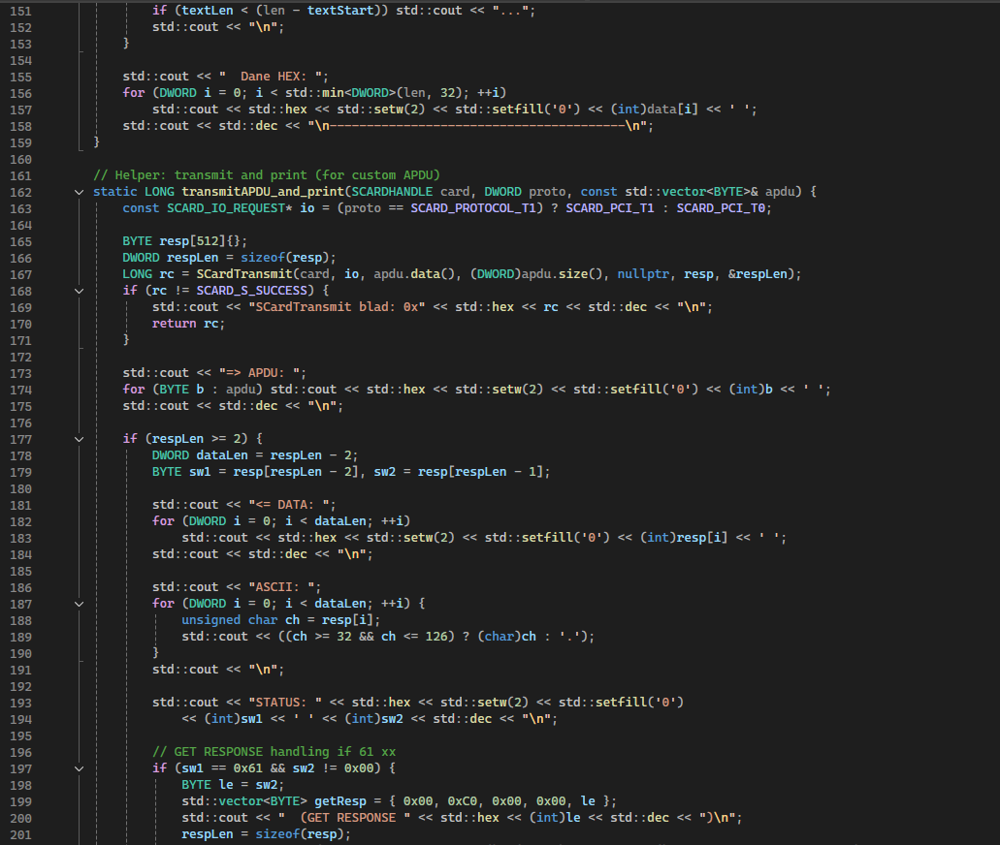 151 if (textLen < (len - textStart)) std::cout << "...";
152 std::cout << "\n";
153 }
154
155 std::cout << "  Dane HEX: ";
156 for (DWORD i = 0; i < std::min<DWORD>(len, 32); ++i)
157 std::cout << std::hex << std::setw(2) << std::setfill('0') << (int)data[i] << ' ';
158 std::cout << std::dec << "\n----------------------------------------\n";
159 }
160
161 // Helper: transmit and print (for custom APDU)
162 static LONG transmitAPDU_and_print(SCARDHANDLE card, DWORD proto, const std::vector<BYTE>& apdu) {
163 const SCARD_IO_REQUEST* io = (proto == SCARD_PROTOCOL_T1) ? SCARD_PCI_T1 : SCARD_PCI_T0;
164
165 BYTE resp[512]{};
166 DWORD respLen = sizeof(resp);
167 LONG rc = SCardTransmit(card, io, apdu.data(), (DWORD)apdu.size(), nullptr, resp, &respLen);
168 if (rc != SCARD_S_SUCCESS) {
169 std::cout << "SCardTransmit blad: 0x" << std::hex << rc << std::dec << "\n";
170 return rc;
171 }
172
173 std::cout << "=> APDU: ";
174 for (BYTE b : apdu) std::cout << std::hex << std::setw(2) << std::setfill('0') << (int)b << ' ';
175 std::cout << std::dec << "\n";
176
177 if (respLen >= 2) {
178 DWORD dataLen = respLen - 2;
179 BYTE sw1 = resp[respLen - 2], sw2 = resp[respLen - 1];
180
181 std::cout << "<= DATA: ";
182 for (DWORD i = 0; i < dataLen; ++i)
183 std::cout << std::hex << std::setw(2) << std::setfill('0') << (int)resp[i] << ' ';
184 std::cout << std::dec << "\n";
185
186 std::cout << "ASCII: ";
187 for (DWORD i = 0; i < dataLen; ++i) {
188 unsigned char ch = resp[i];
189 std::cout << ((ch >= 32 && ch <= 126) ? (char)ch : '.');
190 }
191 std::cout << "\n";
192
193 std::cout << "STATUS: " << std::hex << std::setw(2) << std::setfill('0')
194 << (int)sw1 << ' ' << (int)sw2 << std::dec << "\n";
195
196 // GET RESPONSE handling if 61 xx
197 if (sw1 == 0x61 && sw2 != 0x00) {
198 BYTE le = sw2;
199 std::vector<BYTE> getResp = { 0x00, 0xC0, 0x00, 0x00, le };
200 std::cout << "  (GET RESPONSE " << std::hex << (int)le << std::dec << ")\n";
201 respLen = sizeof(resp);